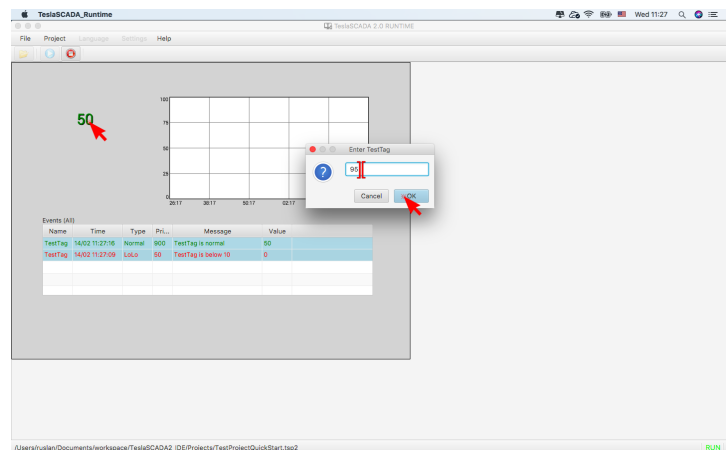 TeslaSCADA_Runtime
Wed 11:27
TeslaSCADA 2.0 RUNTIME
File Project Language Settings Help
50
100
75
50
25
0
26:17 38:17 50:17 02:17
Enter TestTag
95
Cancel OK
Events (All)
Name Time Type Pri... Message Value
TestTag 14/02 11:27:16 Normal 900 TestTag is normal 50
TestTag 14/02 11:27:09 LoLo 50 TestTag is below 10 0
/Users/ruslan/Documents/workspace/TeslaSCADA2_IDE/Projects/TestProjectQuickStart.tsp2
RUN